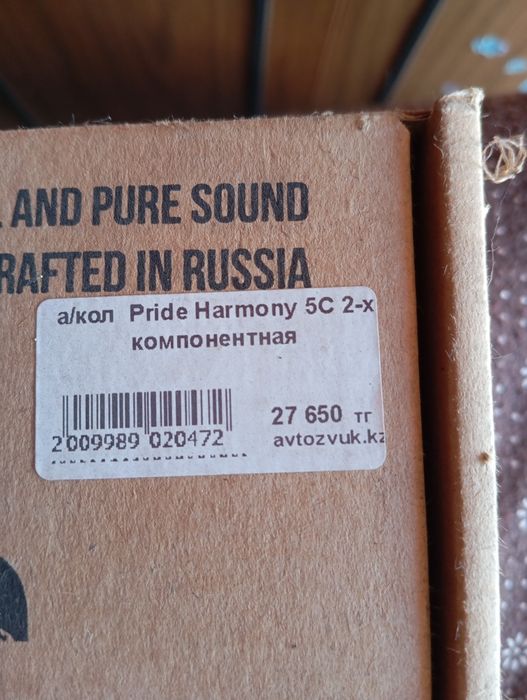 AND PURE SOUND
RAFTED IN RUSSIA
а/кол Pride Harmony 5C 2-х
компонентная
27 650 тг
2009989 020472
avtozvuk.kz